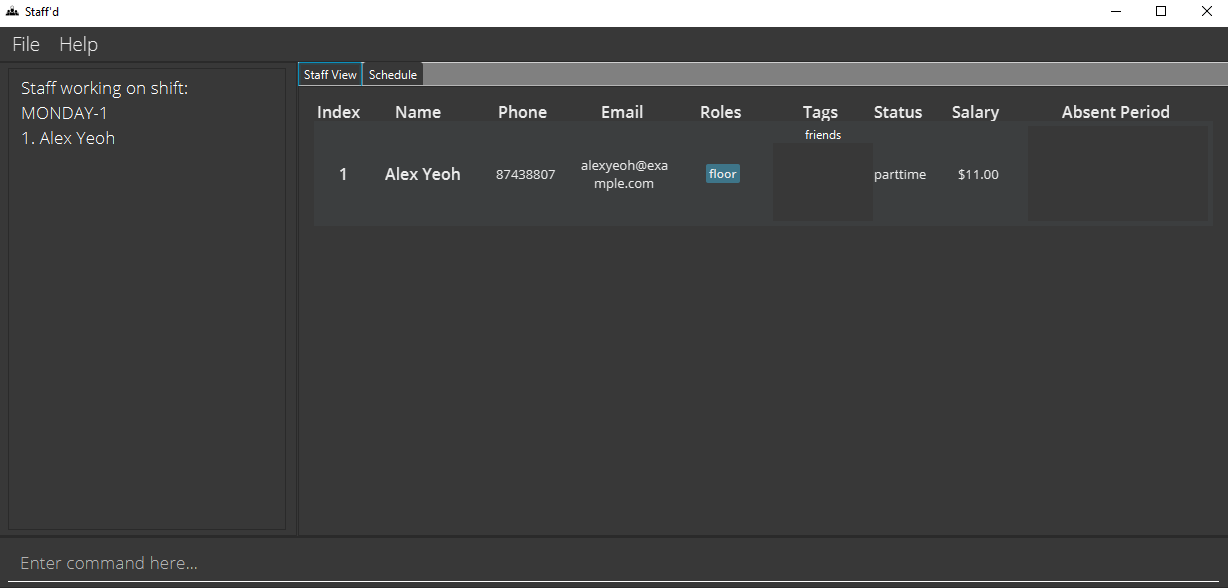 Staff'd
File Help
Staff working on shift:
MONDAY-1
1. Alex Yeoh
Staff View Schedule
Index Name Phone Email Roles Tags Status Salary Absent Period
friends
1 Alex Yeoh 87438807 alexyeoh@exa
mple.com floor parttime $11.00
Enter command here...